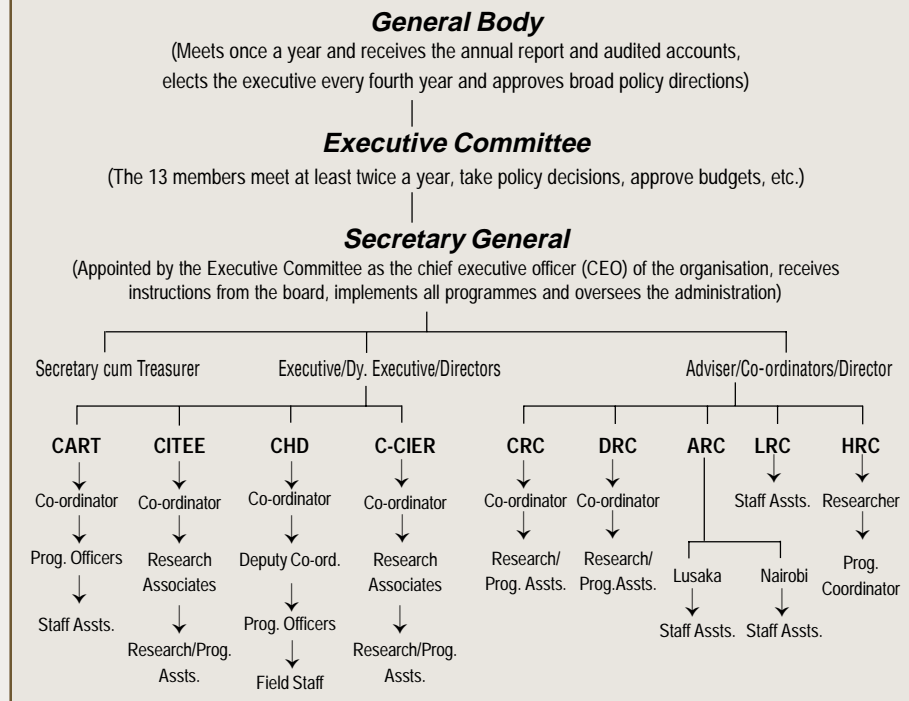 General Body
(Meets once a year and receives the annual report and audited accounts,
elects the executive every fourth year and approves broad policy directions)
Executive Committee
(The 13 members meet at least twice a year, take policy decisions, approve budgets, etc.)
Secretary General
(Appointed by the Executive Committee as the chief executive officer (CEO) of the organisation, receives
instructions from the board, implements all programmes and oversees the administration)
Secretary cum Treasurer
Executive/Dy. Executive/Directors
Adviser/Co-ordinators/Director
CART
Co-ordinator
Prog. Officers
Staff Assts.
CITEE
Co-ordinator
Research
Associates
Research/Prog.
Assts.
CHD
Co-ordinator
Deputy Co-ord.
Prog. Officers
Field Staff
C-CIER
Co-ordinator
Research
Associates
Research/Prog.
Assts.
CRC
Co-ordinator
Research/
Prog. Assts.
DRC
Co-ordinator
Research/
Prog.Assts.
ARC
Lusaka
Staff Assts.
Nairobi
Staff Assts.
LRC
Staff Assts.
HRC
Researcher
Prog.
Coordinator